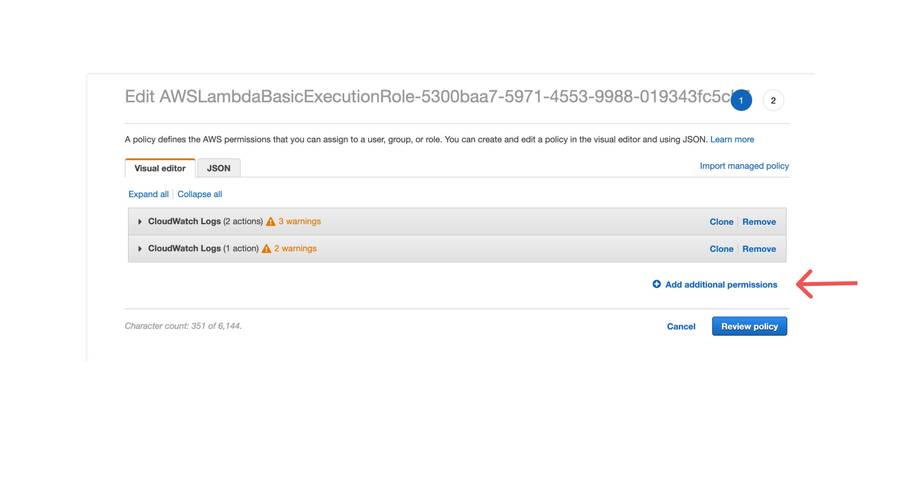 Edit AWSLambdaBasicExecutionRole-5300baa7-5971-4553-9988-019343fc5c
1
2
A policy defines the AWS permissions that you can assign to a user, group, or role. You can create and edit a policy in the visual editor and using JSON. Learn more
Visual editor JSON Import managed policy
Expand all Collapse all
CloudWatch Logs (2 actions) 3 warnings Clone Remove
CloudWatch Logs (1 action) 2 warnings Clone Remove
Add additional permissions
Character count: 351 of 6,144. Cancel Review policy